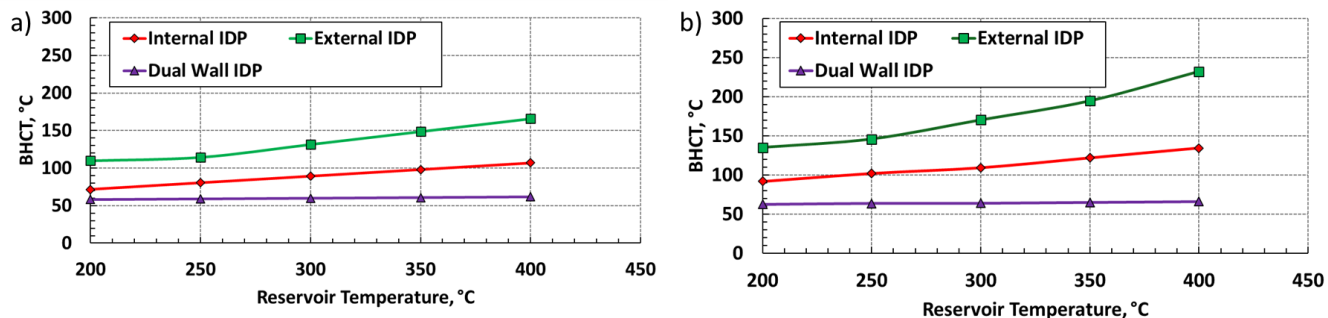 a)
300
250
200
150
100
50
0
BHCT, °C
Internal IDP
External IDP
Dual Wall IDP
200 250 300 350 400 450
Reservoir Temperature, °C
b)
300
250
200
150
100
50
0
BHCT, °C
Internal IDP
External IDP
Dual Wall IDP
200 250 300 350 400 450
Reservoir Temperature, °C